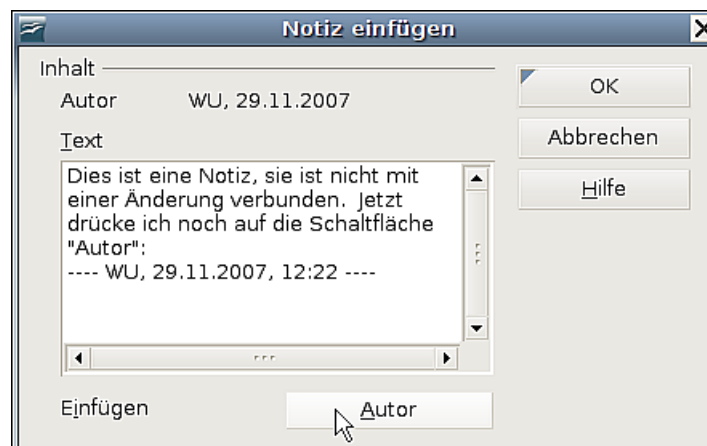 Notiz einfügen
Inhalt
Autor WU, 29.11.2007
Text
Dies ist eine Notiz, sie ist nicht mit
einer Änderung verbunden. Jetzt
drücke ich noch auf die Schaltfläche
"Autor":
---- WU, 29.11.2007, 12:22 ----
Einfügen Autor
OK
Abbrechen
Hilfe